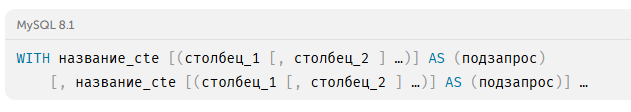 MySQL 8.1
WITH название_cte [(столбец_1 [, столбец_2 ] …)] AS (подзапрос)
    [, название_cte [(столбец_1 [, столбец_2 ] …)] AS (подзапрос)] …